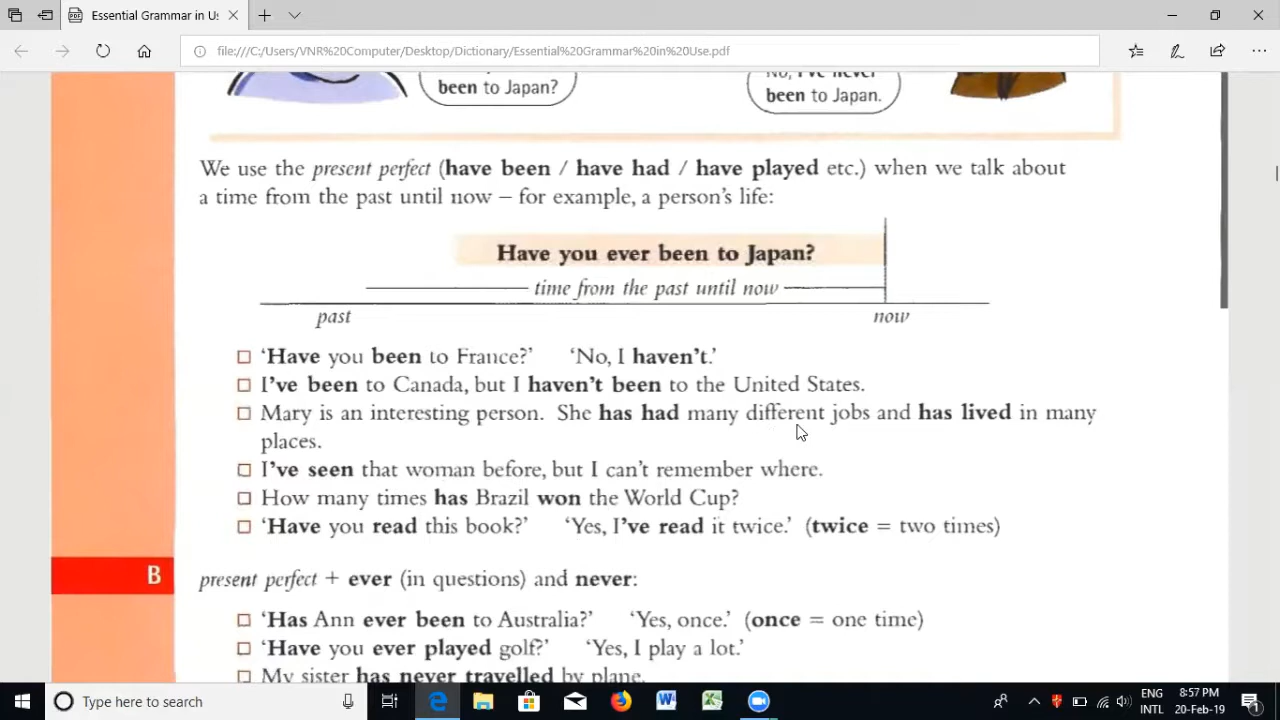 Essential Grammar in Us
file:///C:/Users/VNR%20Computer/Desktop/Dictionary/Essential%20Grammar%20in%20Use.pdf
been to Japan?
No, I've never
been to Japan.
We use the present perfect (have been / have had / have played etc.) when we talk about
a time from the past until now – for example, a person's life:
Have you ever been to Japan?
time from the past until now
past now
'Have you been to France?' 'No, I haven't.'
I've been to Canada, but I haven't been to the United States.
Mary is an interesting person. She has had many different jobs and has lived in many
places.
I've seen that woman before, but I can't remember where.
How many times has Brazil won the World Cup?
'Have you read this book?' 'Yes, I've read it twice.' (twice = two times)
B
present perfect + ever (in questions) and never:
'Has Ann ever been to Australia?' 'Yes, once.' (once = one time)
'Have you ever played golf?' 'Yes, I play a lot.'
My sister has never travelled by plane.
Type here to search
ENG 8:57 PM
INTL 20-Feb-19
1